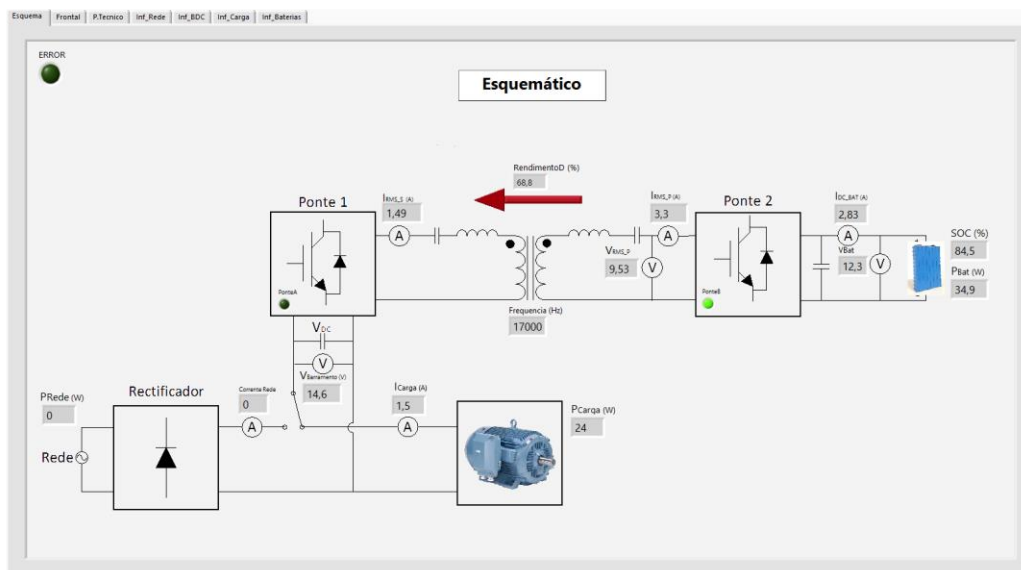 Esquema Frontal P.Tecnico Inf_Rede Inf_BDC Inf_Carga Inf_Baterias
ERROR
Esquemático
RendimentoD (%)
68,8
Ponte 1
IRMS_S (A)
1,49
A
IRMS_P (A)
3,3
A
Ponte 2
IDC_BAT (A)
2,83
A
SOC (%)
84,5
VRMS_P
9,53
V
VBat
12,3
V
PBat (W)
34,9
PonteA
PonteB
Frequencia (Hz)
17000
VDC
V
VBarramento (V)
14,6
Rectificador
PRede (W)
0
Corrente Rede
0
A
ICarga (A)
1,5
A
PCarga (W)
24
Rede